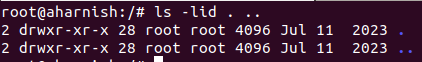 root@aharnish:/# ls -lid . ..
2 drwxr-xr-x 28 root root 4096 Jul 11  2023 .
2 drwxr-xr-x 28 root root 4096 Jul 11  2023 ..